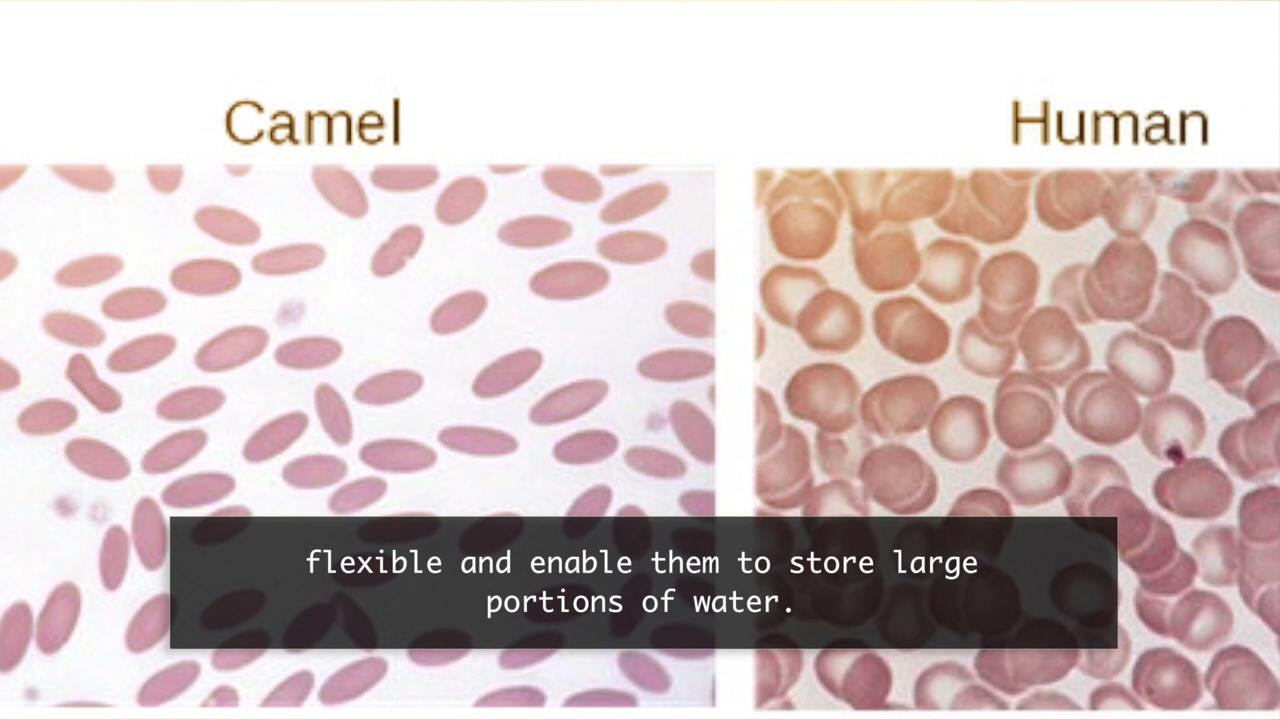 Camel
Human
flexible and enable them to store large
portions of water.